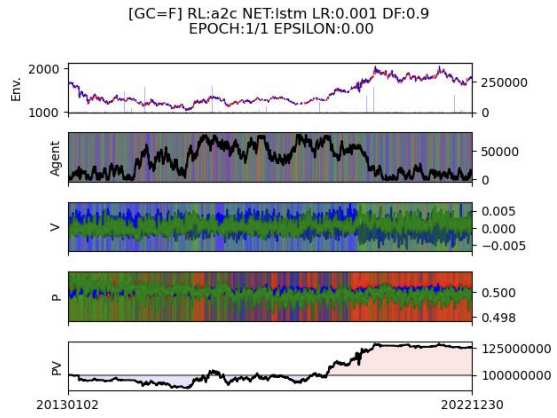 [GC=F] RL:a2c NET:lstm LR:0.001 DF:0.9
EPOCH:1/1 EPSILON:0.00
Env.
2000
1000
250000
0
Agent
50000
0
V
0.005
0.000
−0.005
P
0.500
0.498
PV
125000000
100000000
20130102
20221230